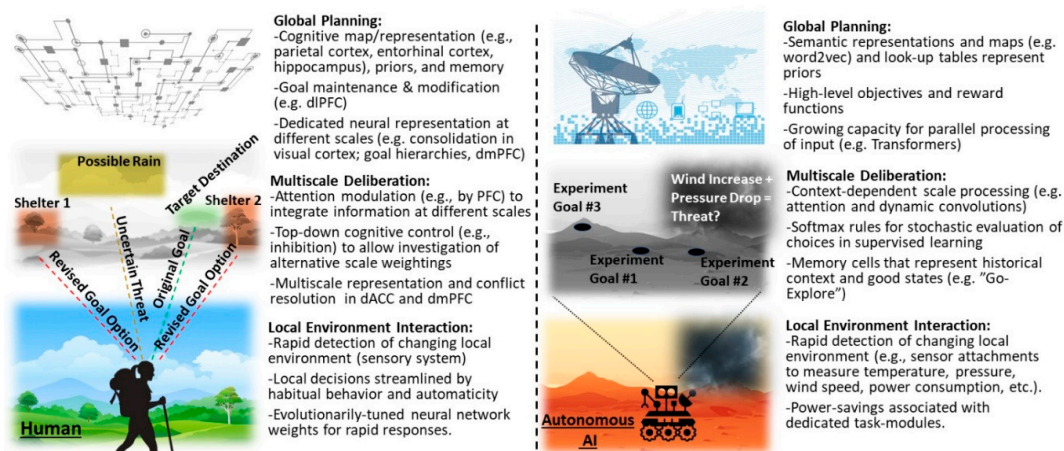 Global Planning:
-Cognitive map/representation (e.g.,
parietal cortex, entorhinal cortex,
hippocampus), priors, and memory
-Goal maintenance & modification
(e.g. dlPFC)
-Dedicated neural representation at
different scales (e.g. consolidation in
visual cortex; goal hierarchies, dmPFC)
Possible Rain
Target Destination
Shelter 1
Shelter 2
Uncertain Threat
Original Goal
Revised Goal Option
Revised Goal Option
Multiscale Deliberation:
-Attention modulation (e.g., by PFC) to
integrate information at different scales
-Top-down cognitive control (e.g.,
inhibition) to allow investigation of
alternative scale weightings
-Multiscale representation and conflict
resolution in dACC and dmPFC
Local Environment Interaction:
-Rapid detection of changing local
environment (sensory system)
-Local decisions streamlined by
habitual behavior and automaticity
-Evolutionarily-tuned neural network
weights for rapid responses.
Human
Global Planning:
-Semantic representations and maps (e.g.
word2vec) and look-up tables represent
priors
-High-level objectives and reward
functions
-Growing capacity for parallel processing
of input (e.g. Transformers)
Experiment
Goal #3
Wind Increase +
Pressure Drop =
Threat?
Experiment
Goal #1
Experiment
Goal #2
Multiscale Deliberation:
-Context-dependent scale processing (e.g.
attention and dynamic convolutions)
-Softmax rules for stochastic evaluation of
choices in supervised learning
-Memory cells that represent historical
context and good states (e.g. ”Go-
Explore”)
Local Environment Interaction:
-Rapid detection of changing local
environment (e.g., sensor attachments
to measure temperature, pressure,
wind speed, power consumption, etc.).
-Power-savings associated with
dedicated task-modules.
Autonomous
AI